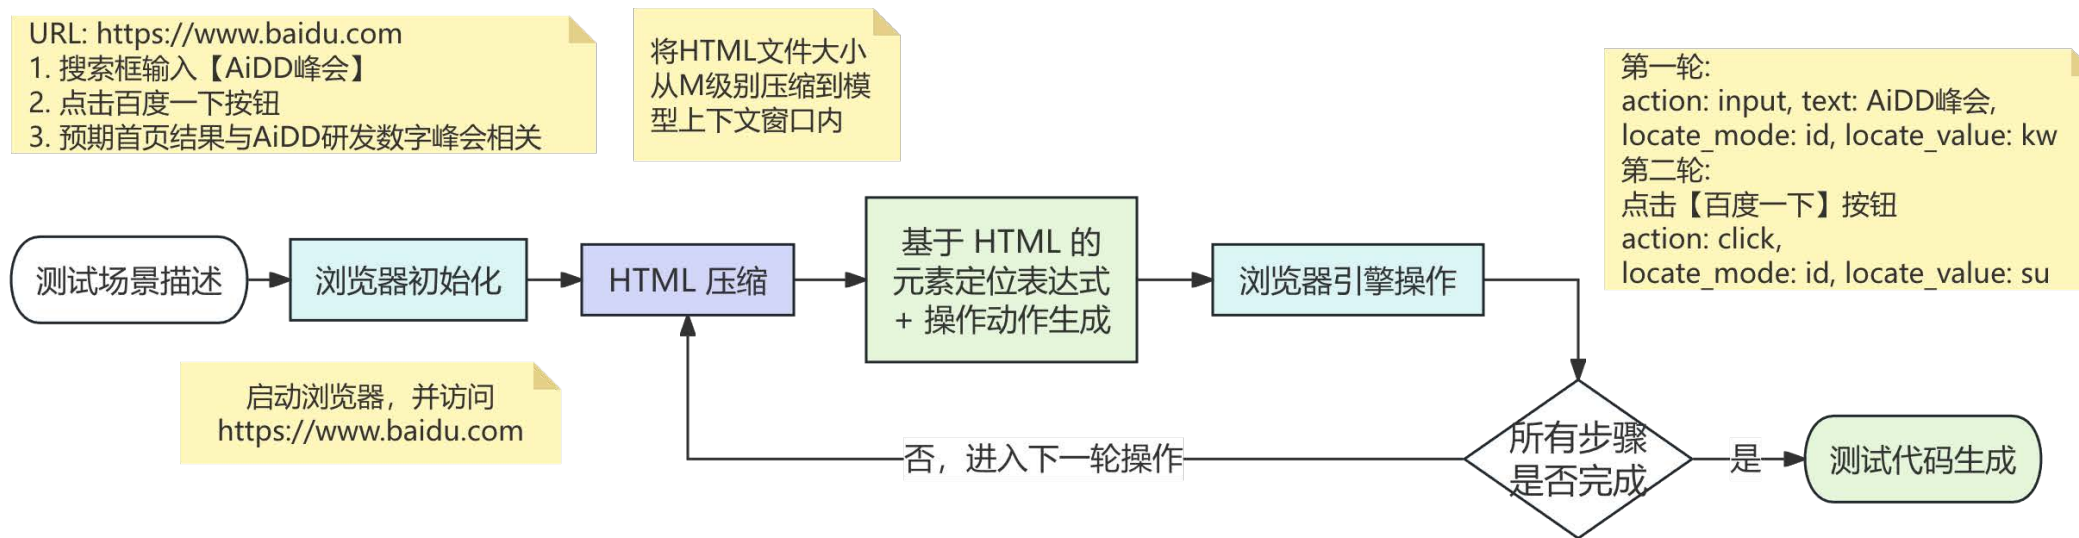 URL: https://www.baidu.com
1. 搜索框输入【AiDD峰会】
2. 点击百度一下按钮
3. 预期首页结果与AiDD研发数字峰会相关
将HTML文件大小
从M级别压缩到模
型上下文窗口内
第一轮:
action: input, text: AiDD峰会,
locate_mode: id, locate_value: kw
第二轮:
点击【百度一下】按钮
action: click,
locate_mode: id, locate_value: su
测试场景描述
浏览器初始化
HTML 压缩
基于 HTML 的
元素定位表达式
+ 操作动作生成
浏览器引擎操作
启动浏览器，并访问
https://www.baidu.com
否，进入下一轮操作
所有步骤
是否完成
是
测试代码生成